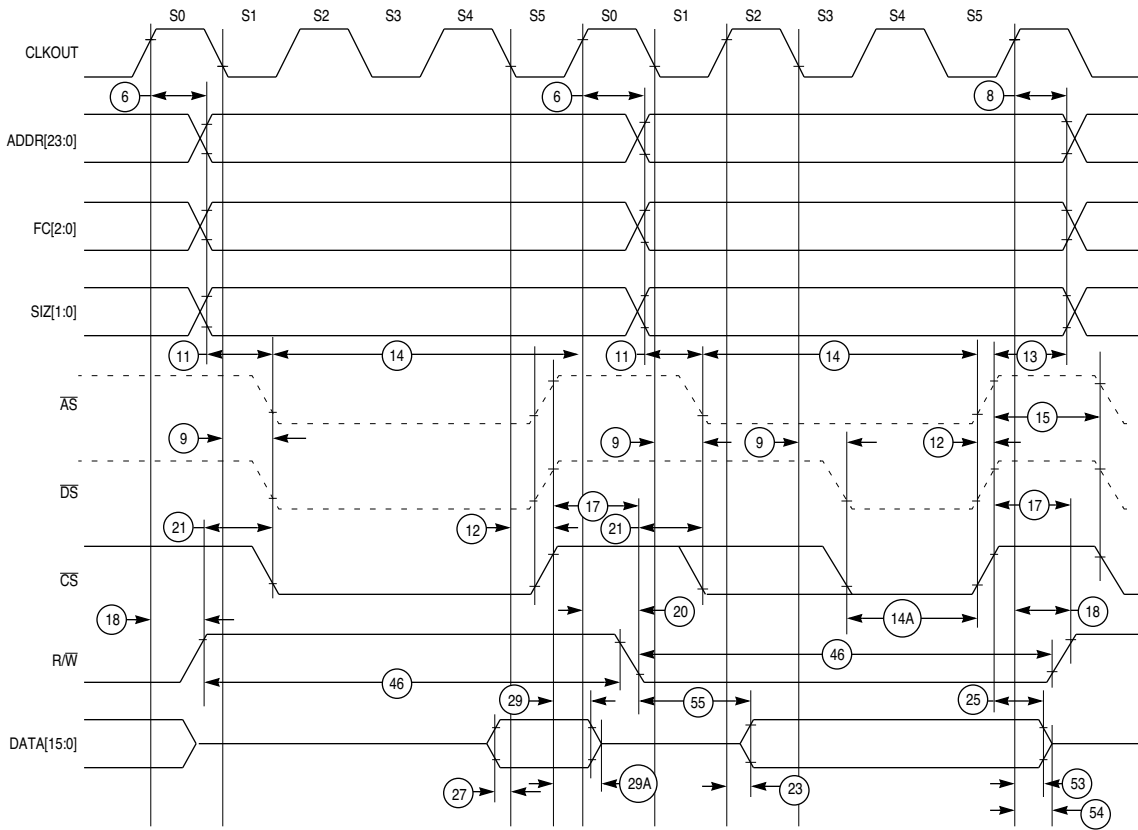 S0 S1 S2 S3 S4 S5 S0 S1 S2 S3 S4 S5
CLKOUT
6 6 8
ADDR[23:0]
FC[2:0]
SIZ[1:0]
11 14 11 14 13
AS
15
9 9 9 12
DS
17 17
21 12 21
CS
18 20 14A 18
R/W
46 46
29 55 25
DATA[15:0]
27 29A 23 53
54